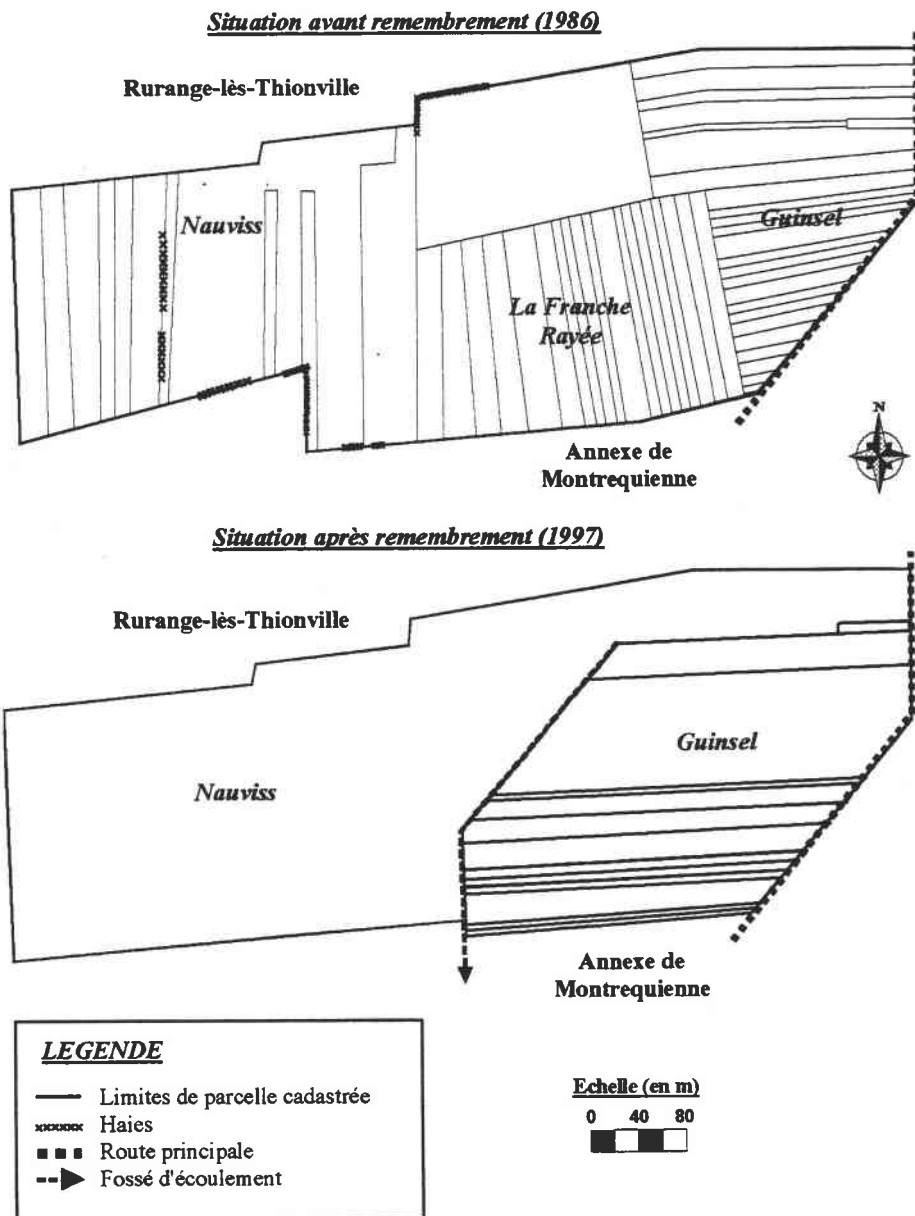 Situation avant remembrement (1986)
Rurange-lès-Thionville
Nauviss
Guinsel
La Franche
Rayée
N
Annexe de
Montrequienne
Situation après remembrement (1997)
Rurange-lès-Thionville
Guinsel
Nauviss
Annexe de
Montrequienne
LEGENDE
Limites de parcelle cadastrée
Haies
Route principale
Fossé d'écoulement
Echelle (en m)
0 40 80